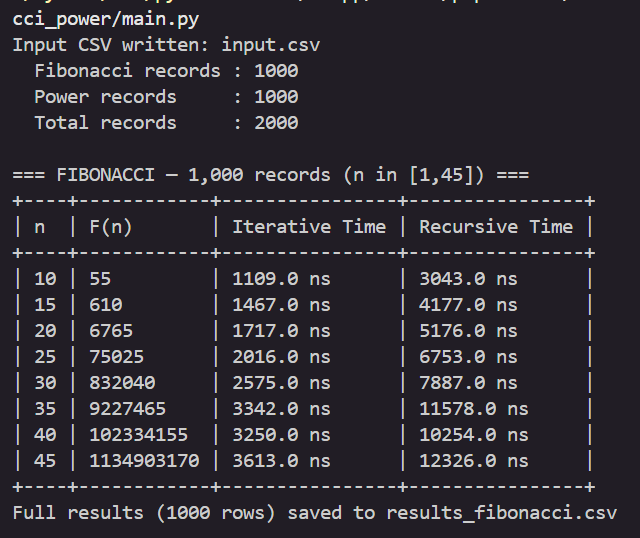 cci_power/main.py
Input CSV written: input.csv
  Fibonacci records : 1000
  Power records     : 1000
  Total records     : 2000

=== FIBONACCI — 1,000 records (n in [1,45]) ===
+----+------------+----------------+----------------+
| n  | F(n)       | Iterative Time | Recursive Time |
+----+------------+----------------+----------------+
| 10 | 55         | 1109.0 ns      | 3043.0 ns      |
| 15 | 610        | 1467.0 ns      | 4177.0 ns      |
| 20 | 6765       | 1717.0 ns      | 5176.0 ns      |
| 25 | 75025      | 2016.0 ns      | 6753.0 ns      |
| 30 | 832040     | 2575.0 ns      | 7887.0 ns      |
| 35 | 9227465    | 3342.0 ns      | 11578.0 ns     |
| 40 | 102334155  | 3250.0 ns      | 10254.0 ns     |
| 45 | 1134903170 | 3613.0 ns      | 12326.0 ns     |
+----+------------+----------------+----------------+
Full results (1000 rows) saved to results_fibonacci.csv